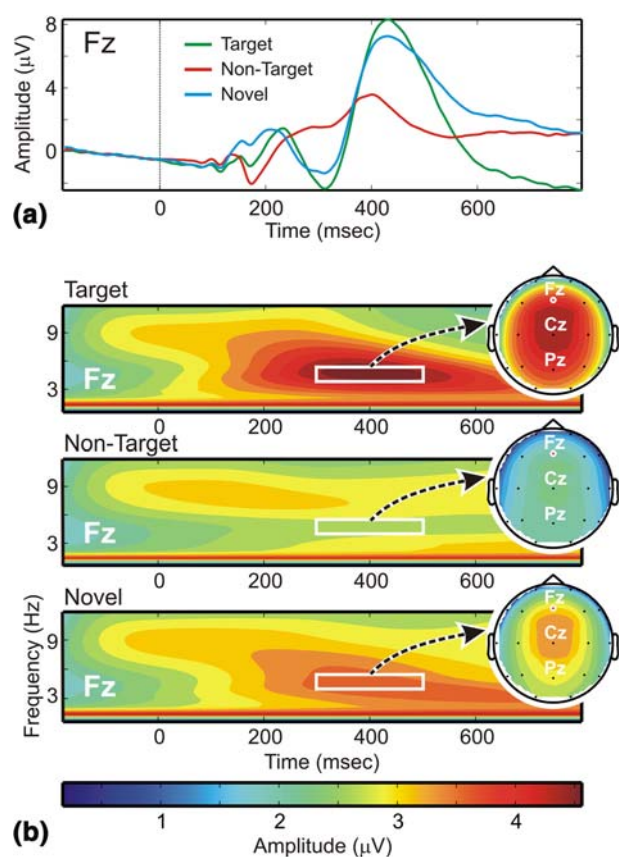 8
Fz
Target
Non-Target
Novel
4
0
Amplitude (μV)
0 200 400 600
Time (msec)
(a)
Target
9
3
Fz
0 200 400 600
Fz
Cz
Pz
Non-Target
9
3
Fz
0 200 400 600
Fz
Cz
Pz
Novel
9
3
Fz
Frequency (Hz)
0 200 400 600
Fz
Cz
Pz
Time (msec)
1 2 3 4
Amplitude (μV)
(b)